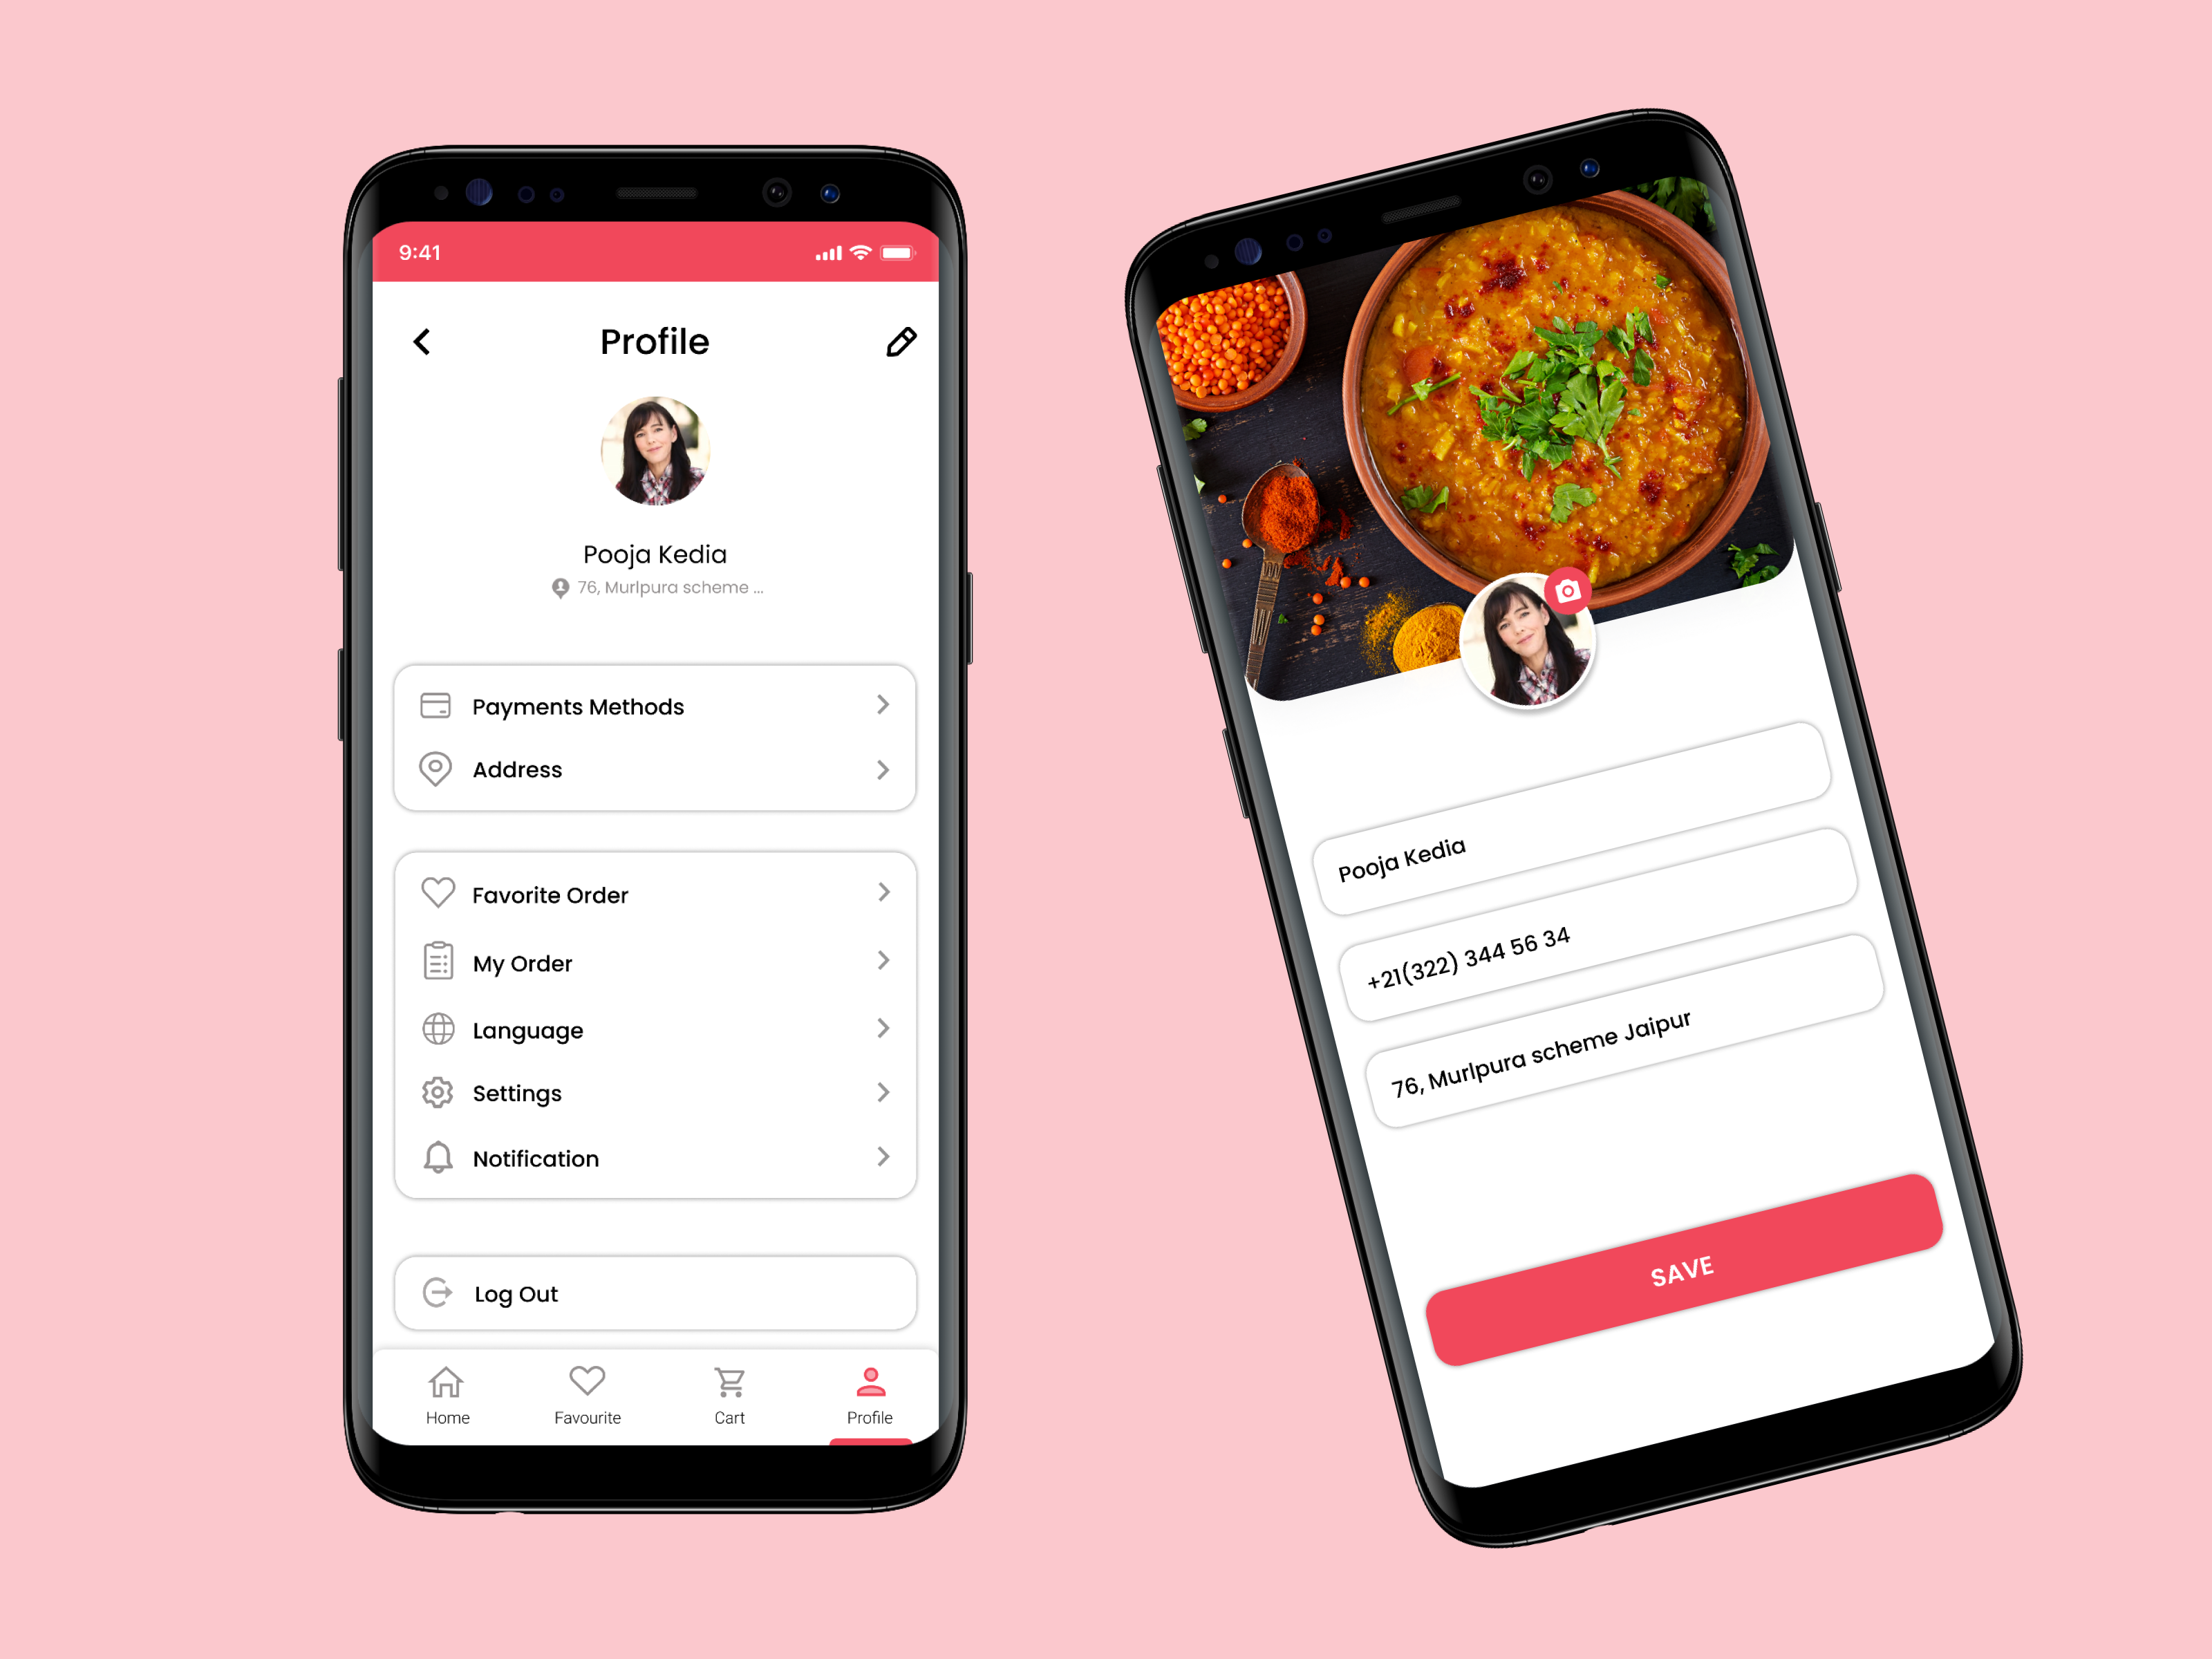 9:41
Profile
Pooja Kedia
76, Murlpura scheme ...
Payments Methods
Address
Favorite Order
My Order
Language
Settings
Notification
Log Out
Home
Favourite
Cart
Profile
Pooja Kedia
+21(322) 344 56 34
76, Murlpura scheme Jaipur
SAVE